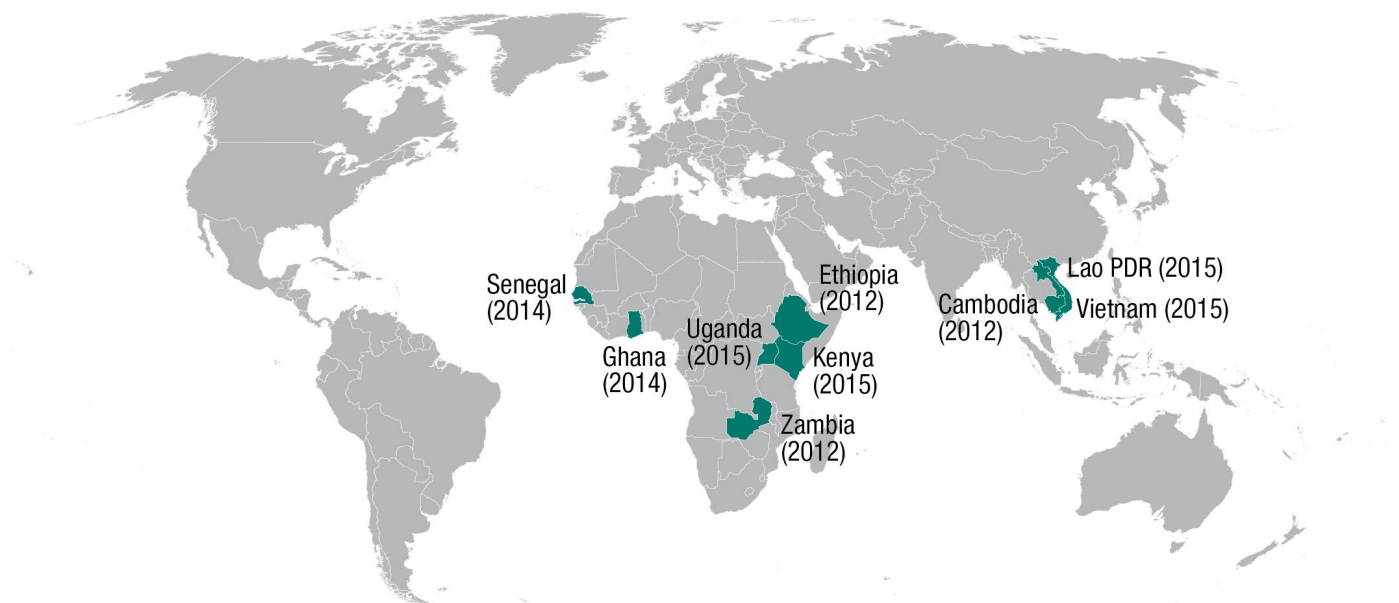 Senegal
(2014)
Ghana
(2014)
Uganda
(2015)
Ethiopia
(2012)
Kenya
(2015)
Zambia
(2012)
Cambodia
(2012)
Lao PDR (2015)
Vietnam (2015)